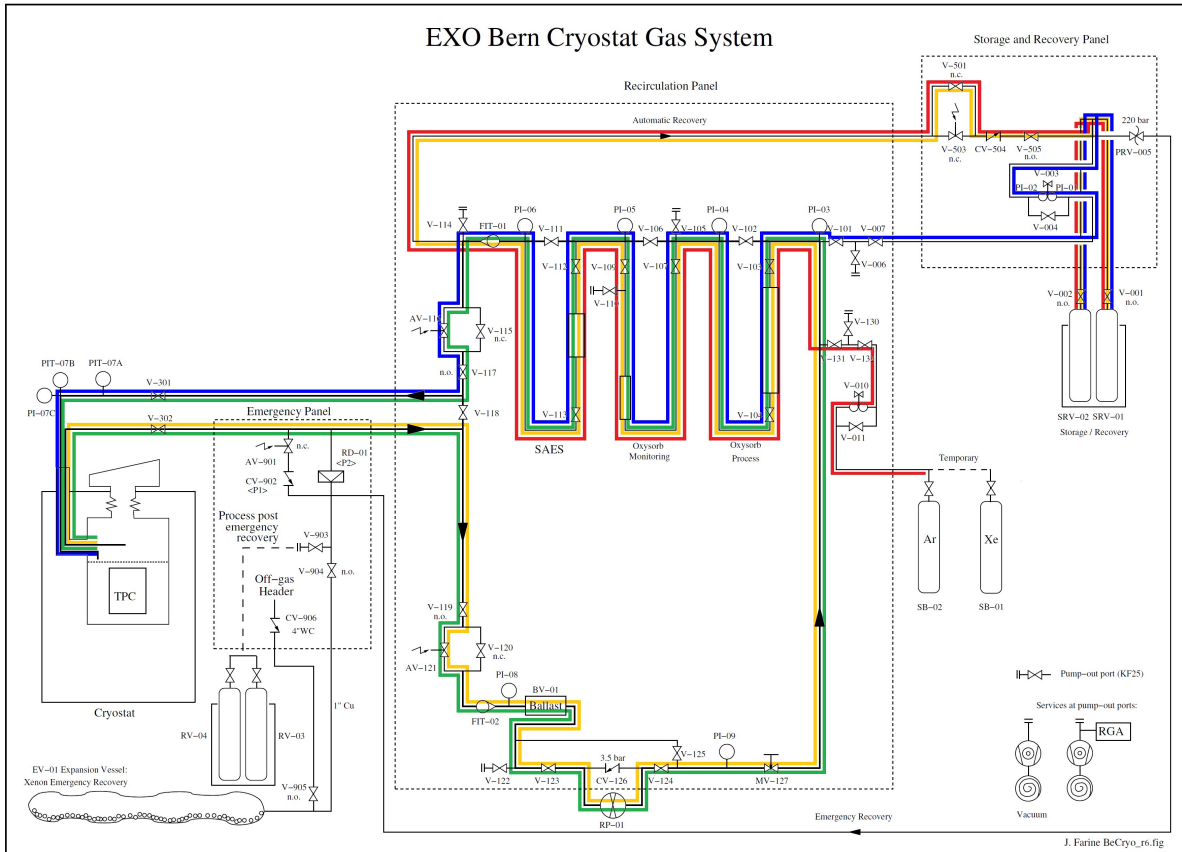 EXO Bern Cryostat Gas System
Storage and Recovery Panel
V-501
n.c.
Recirculation Panel
Automatic Recovery
220 bar
V-503
n.c.
CV-504
V-505
n.o.
PRV-005
V-003
PI-02
V-004
V-114
FIT-01
PI-06
V-111
PI-05
V-106
V-105
PI-04
V-102
PI-03
V-101
V-007
V-006
V-112
V-109
V-107
V-103
V-002
n.o.
V-001
n.o.
V-115
n.c.
V-130
V-131
n.o.
V-117
PIT-07B
PIT-07A
PI-07C
V-301
V-010
V-118
V-302
Emergency Panel
V-113
V-011
SRV-02
SRV-01
Storage / Recovery
n.c.
AV-901
RD-01
<P2>
CV-902
<P1>
SAES
Oxysorb
Monitoring
Oxysorb
Process
Temporary
Process post
emergency
recovery
V-903
V-904
n.o.
Off-gas
Header
CV-906
4"WC
TPC
Ar
Xe
SB-02
SB-01
V-119
n.o.
V-120
n.c.
AV-121
PI-08
BV-01
Ballast
FIT-02
Cryostat
RV-04
RV-03
1" Cu
Pump-out port (KF25)
Services at pump-out ports:
RGA
Vacuum
V-125
PI-09
3.5 bar
V-122
V-123
CV-126
V-124
MV-127
RP-01
EV-01 Expansion Vessel:
Xenon Emergency Recovery
V-905
n.o.
Emergency Recovery
J. Farine BeCryo_r6.fig